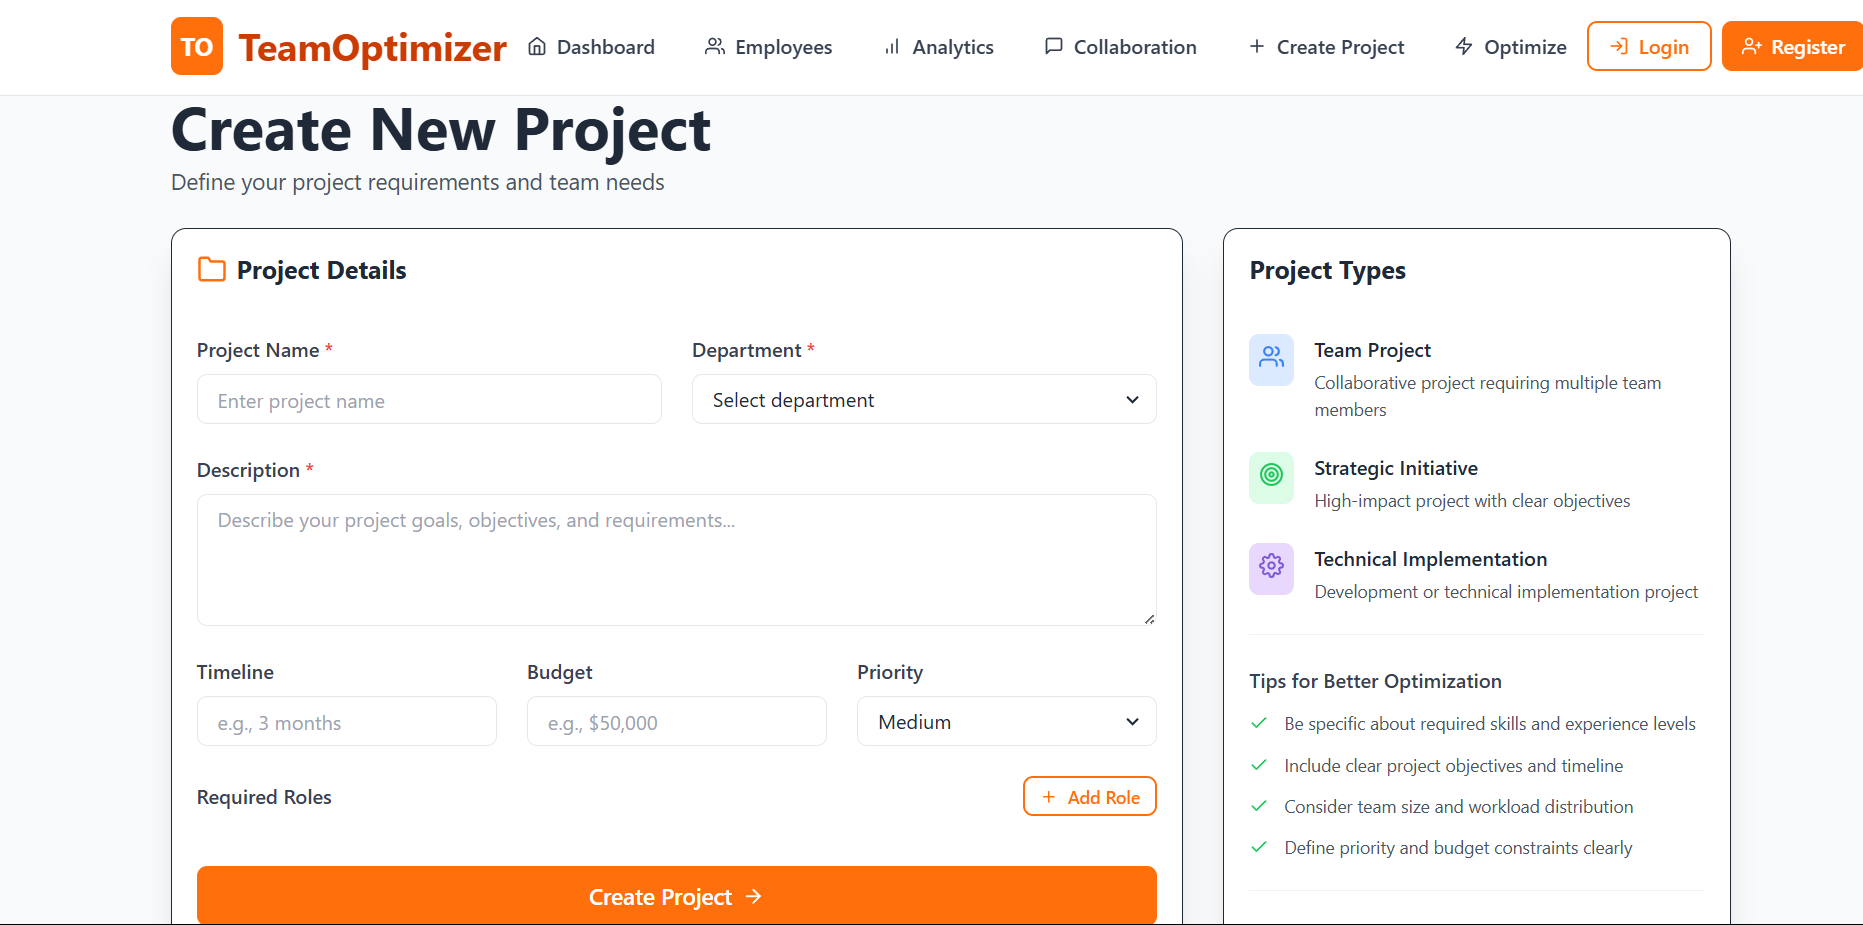 TO TeamOptimizer Dashboard Employees Analytics Collaboration Create Project Optimize Login Register
Create New Project
Define your project requirements and team needs
Project Details
Project Name *
Department *
Enter project name
Select department
Description *
Describe your project goals, objectives, and requirements...
Timeline
Budget
Priority
e.g., 3 months
e.g., $50,000
Medium
Required Roles
Add Role
Create Project
Project Types
Team Project
Collaborative project requiring multiple team
members
Strategic Initiative
High-impact project with clear objectives
Technical Implementation
Development or technical implementation project
Tips for Better Optimization
Be specific about required skills and experience levels
Include clear project objectives and timeline
Consider team size and workload distribution
Define priority and budget constraints clearly